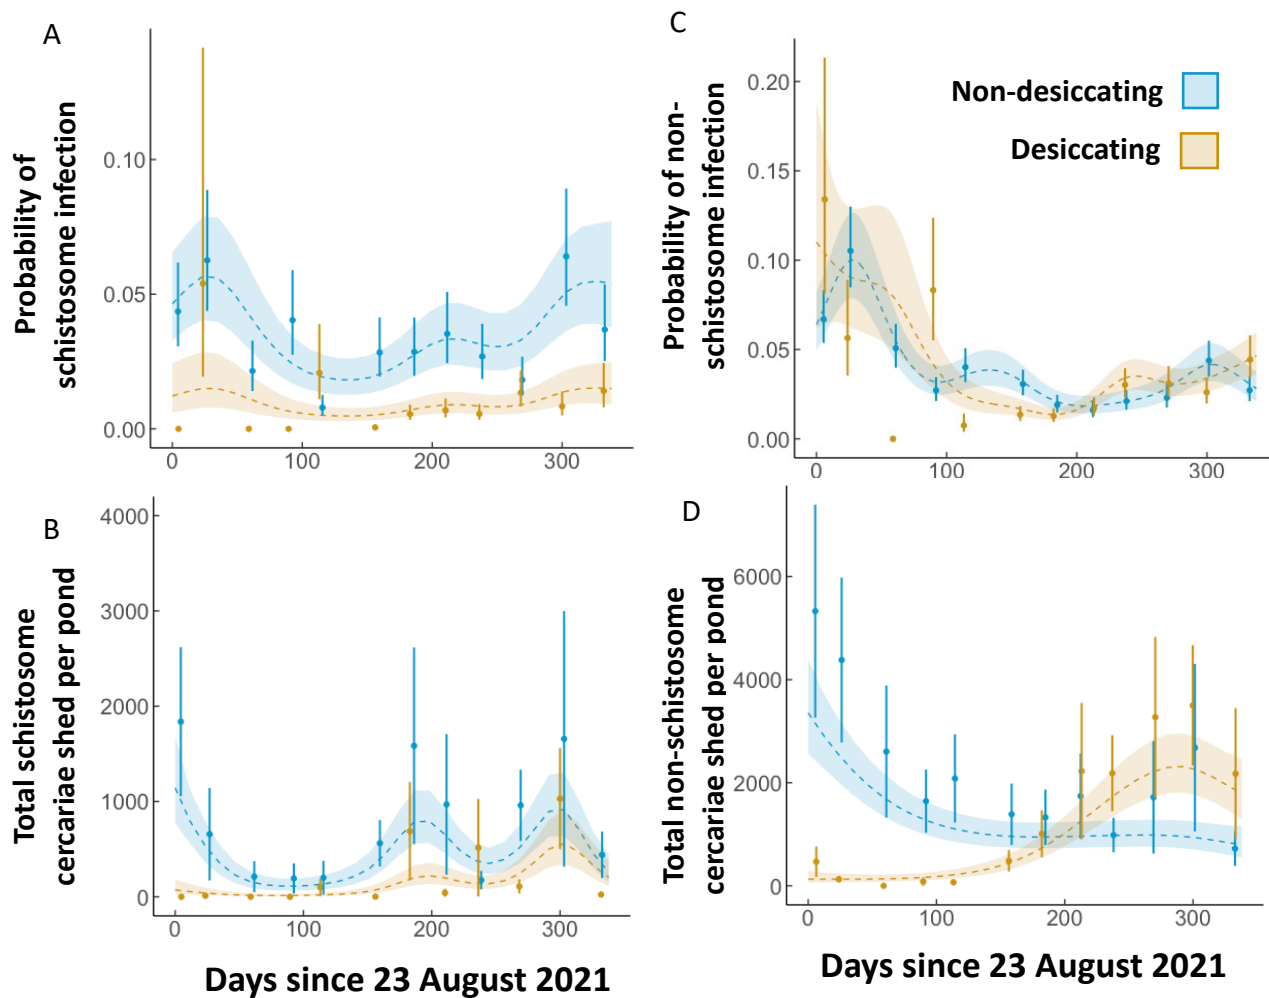 A
Probability of
schistosome infection
0.10
0.05
0.00
0
100
200
300
C
Probability of non-
schistosome infection
0.20
0.15
0.10
0.05
0.00
0
100
200
300
Non-desiccating
Desiccating
B
Total schistosome
cercariae shed per pond
4000
3000
2000
1000
0
0
100
200
300
Days since 23 August 2021
D
Total non-schistosome
cercariae shed per pond
6000
4000
2000
0
0
100
200
300
Days since 23 August 2021